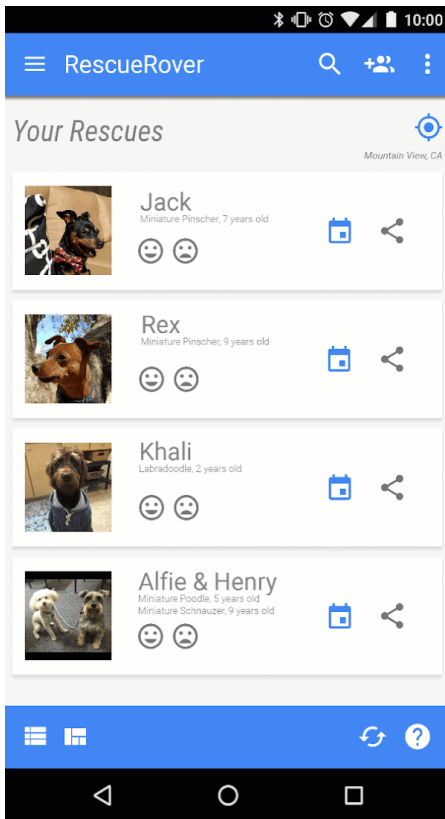 10:00
RescueRover
Your Rescues
Mountain View, CA
Jack
Miniature Pinscher, 7 years old
Rex
Miniature Pinscher, 9 years old
Khali
Labradoodle, 2 years old
Alfie & Henry
Miniature Poodle, 5 years old
Miniature Schnauzer, 9 years old